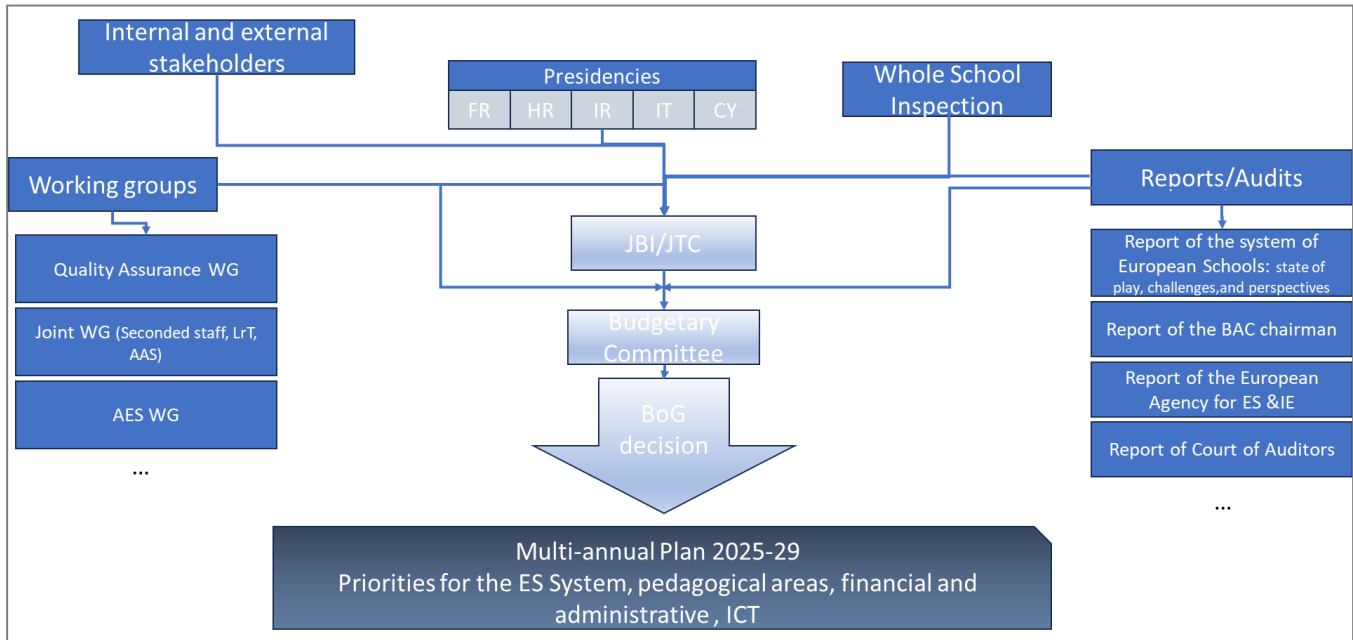 Internal and external
stakeholders
Presidencies
FR HR IR IT CY
Whole School
Inspection
Working groups
Reports/Audits
Quality Assurance WG
Joint WG (Seconded staff, LrT,
AAS)
AES WG
...
JBI/JTC
Budgetary
Committee
BoG
decision
Report of the system of
European Schools: state of
play, challenges,and perspectives
Report of the BAC chairman
Report of the European
Agency for ES &IE
Report of Court of Auditors
...
Multi-annual Plan 2025-29
Priorities for the ES System, pedagogical areas, financial and
administrative , ICT